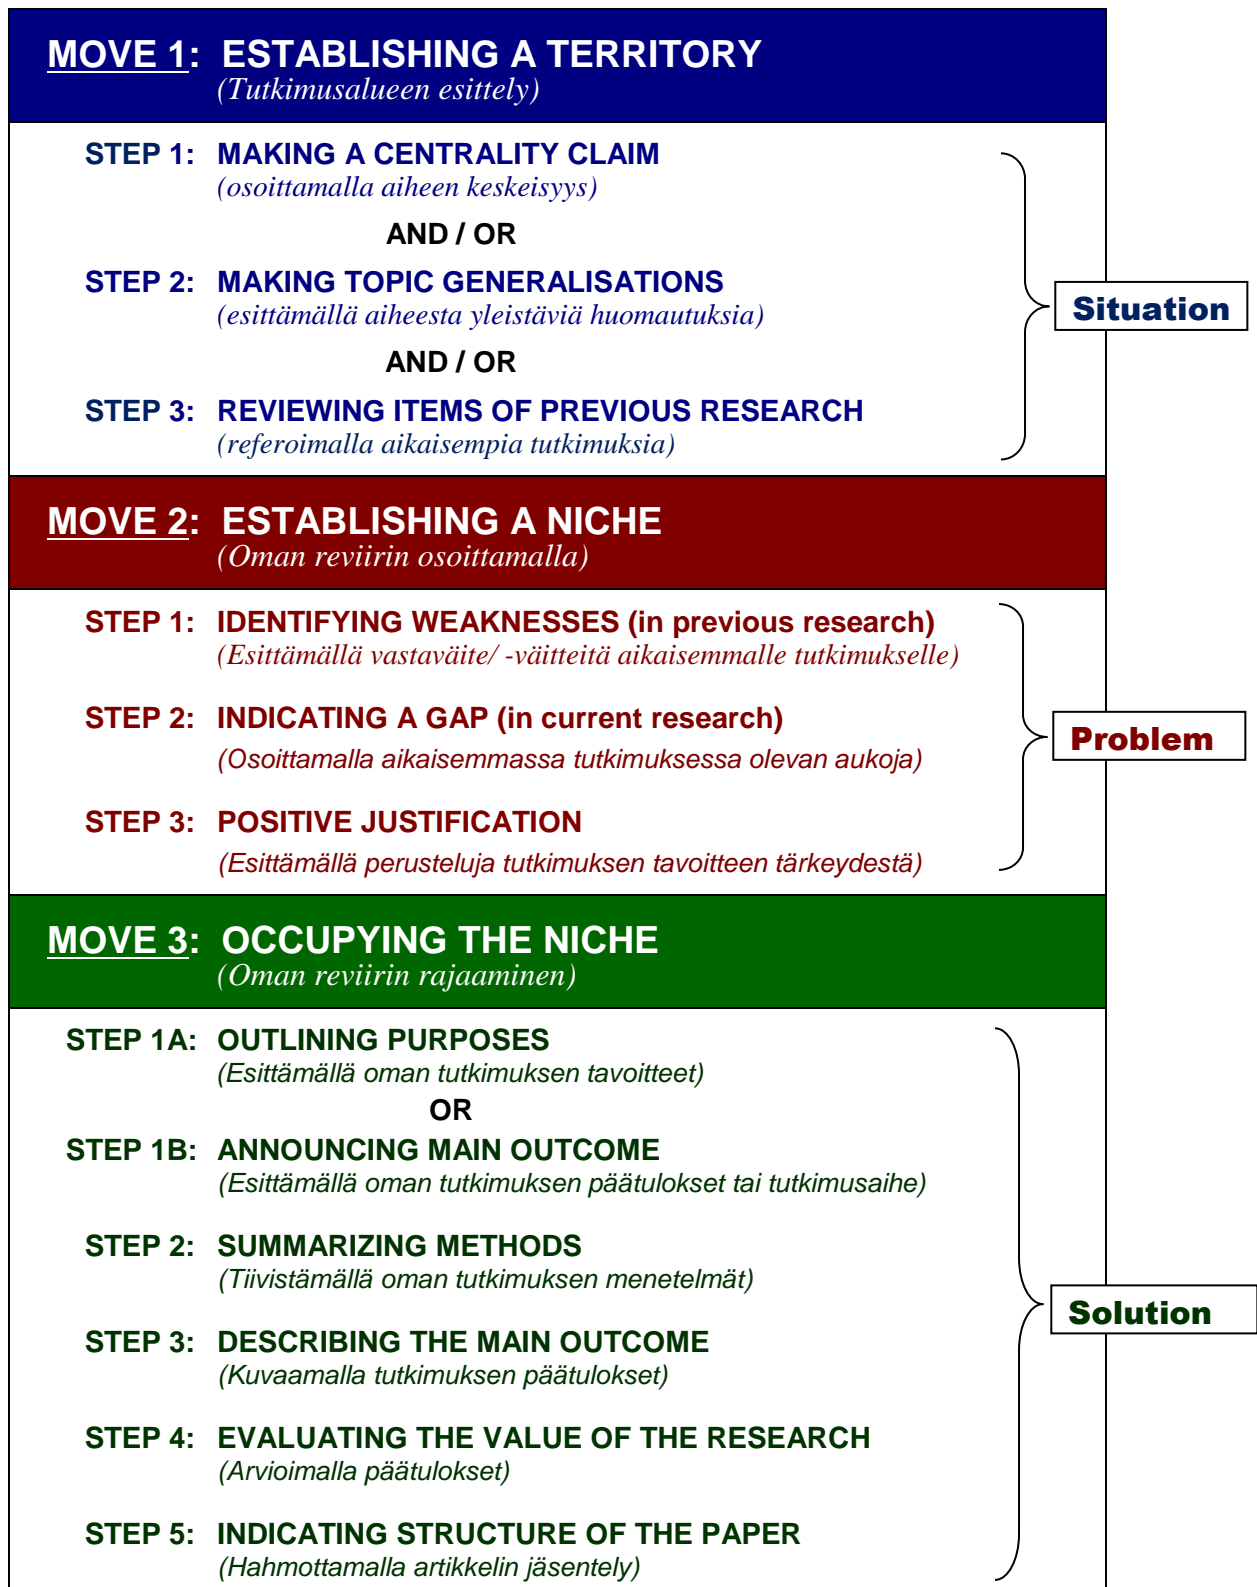 MOVE 1: ESTABLISHING A TERRITORY
(Tutkimusalueen esittely)
STEP 1: MAKING A CENTRALITY CLAIM
(osoittamalla aiheen keskeisyys)
AND / OR
STEP 2: MAKING TOPIC GENERALISATIONS
(esittämällä aiheesta yleistäviä huomautuksia)
Situation
AND / OR
STEP 3: REVIEWING ITEMS OF PREVIOUS RESEARCH
(referoimalla aikaisempia tutkimuksia)
MOVE 2: ESTABLISHING A NICHE
(Oman reviirin osoittamalla)
STEP 1: IDENTIFYING WEAKNESSES (in previous research)
(Esittämällä vastaväite/ -väitteitä aikaisemmalle tutkimukselle)
STEP 2: INDICATING A GAP (in current research)
(Osoittamalla aikaisemmassa tutkimuksessa olevan aukoja)
Problem
STEP 3: POSITIVE JUSTIFICATION
(Esittämällä perusteluja tutkimuksen tavoitteen tärkeydestä)
MOVE 3: OCCUPYING THE NICHE
(Oman reviirin rajaaminen)
STEP 1A: OUTLINING PURPOSES
(Esittämällä oman tutkimuksen tavoitteet)
OR
STEP 1B: ANNOUNCING MAIN OUTCOME
(Esittämällä oman tutkimuksen päätulokset tai tutkimusaihe)
STEP 2: SUMMARIZING METHODS
(Tiivistämällä oman tutkimuksen menetelmät)
Solution
STEP 3: DESCRIBING THE MAIN OUTCOME
(Kuvaamalla tutkimuksen päätulokset)
STEP 4: EVALUATING THE VALUE OF THE RESEARCH
(Arvioimalla päätulokset)
STEP 5: INDICATING STRUCTURE OF THE PAPER
(Hahmottamalla artikkelin jäsentely)